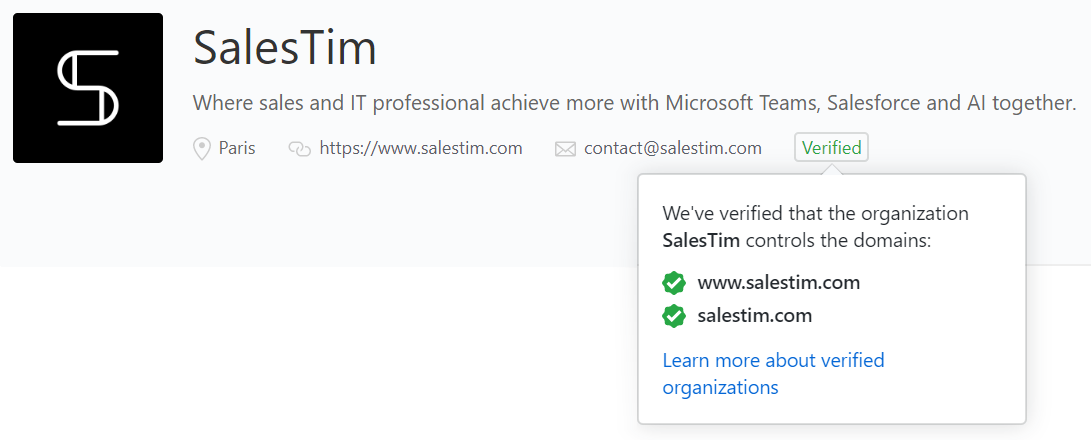 SalesTim
Where sales and IT professional achieve more with Microsoft Teams, Salesforce and AI together.
Paris https://www.salestim.com contact@salestim.com Verified
We've verified that the organization
SalesTim controls the domains:
www.salestim.com
salestim.com
Learn more about verified
organizations